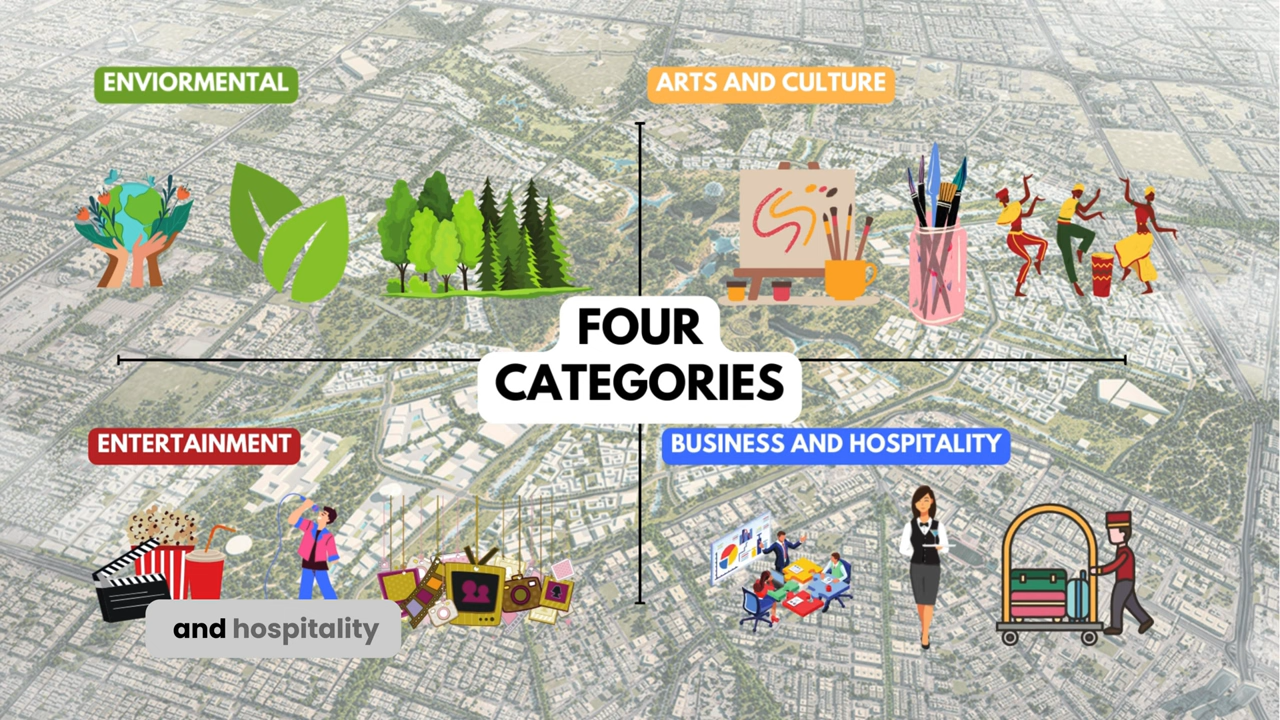 ENVIORMENTAL
ARTS AND CULTURE
FOUR
CATEGORIES
ENTERTAINMENT
BUSINESS AND HOSPITALITY
and hospitality